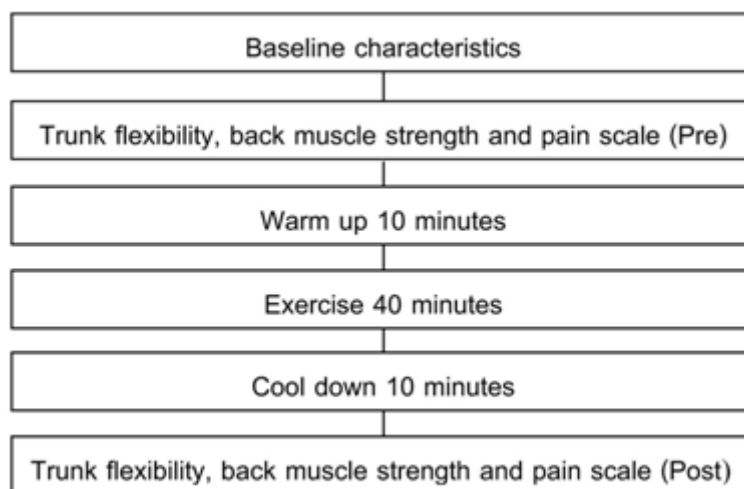 Baseline characteristics
Trunk flexibility, back muscle strength and pain scale (Pre)
Warm up 10 minutes
Exercise 40 minutes
Cool down 10 minutes
Trunk flexibility, back muscle strength and pain scale (Post)